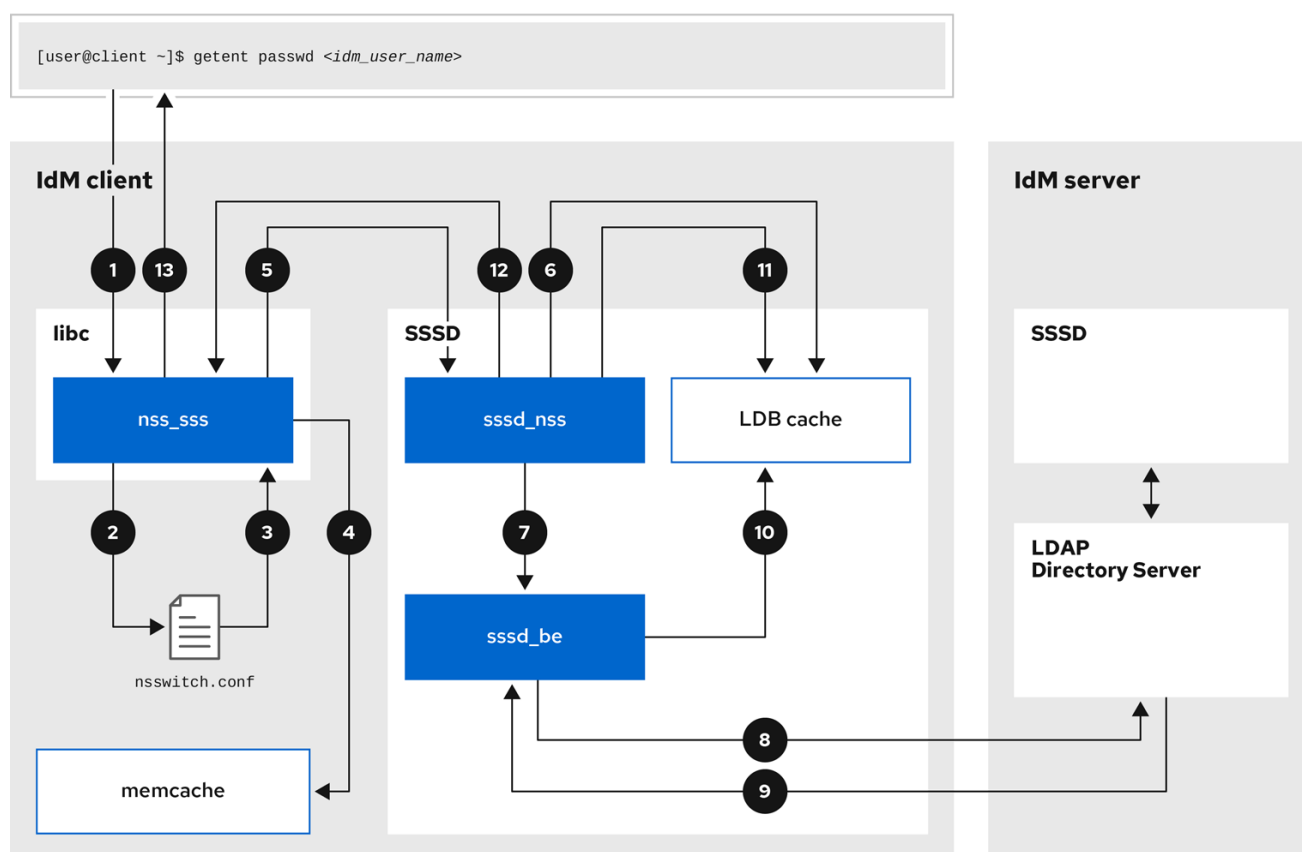 [user@client ~]$ getent passwd <idm_user_name>
IdM client
IdM server
1
13
5
12
6
11
libc
SSSD
SSSD
nss_sss
sssd_nss
LDB cache
2
3
4
7
10
LDAP
Directory Server
sssd_be
nsswitch.conf
8
memcache
9